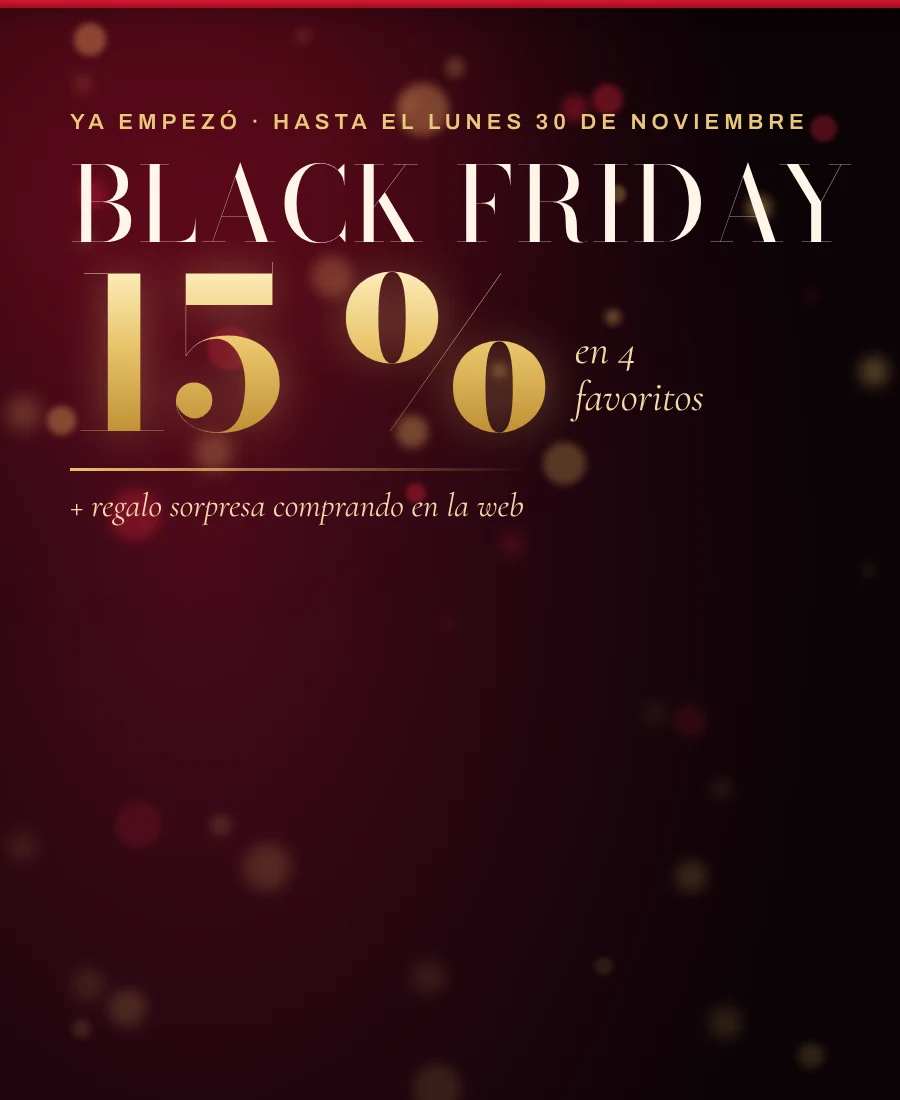 YA EMPEZÓ · HASTA EL LUNES 30 DE NOVIEMBRE
BLACK FRIDAY
15%
en 4
favoritos
+ regalo sorpresa comprando en la web